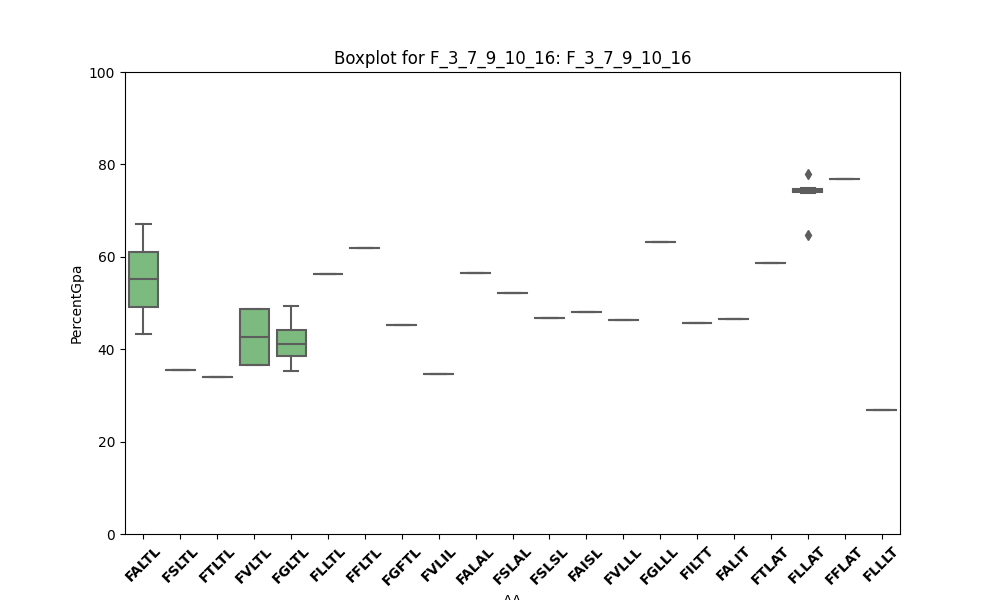 Boxplot for F_3_7_9_10_16: F_3_7_9_10_16
100
80
60
40
20
0
PercentGpa
FALTL
FSLTL
FTLTL
FVLTL
FGLTL
FLLTL
FFLTL
FGFTL
FVLIL
FALAL
FSLAL
FSLSL
FAISL
FVLLL
FGLLL
FILTT
FALIT
FTLAT
FLLAT
FFLAT
FLLLT
AA